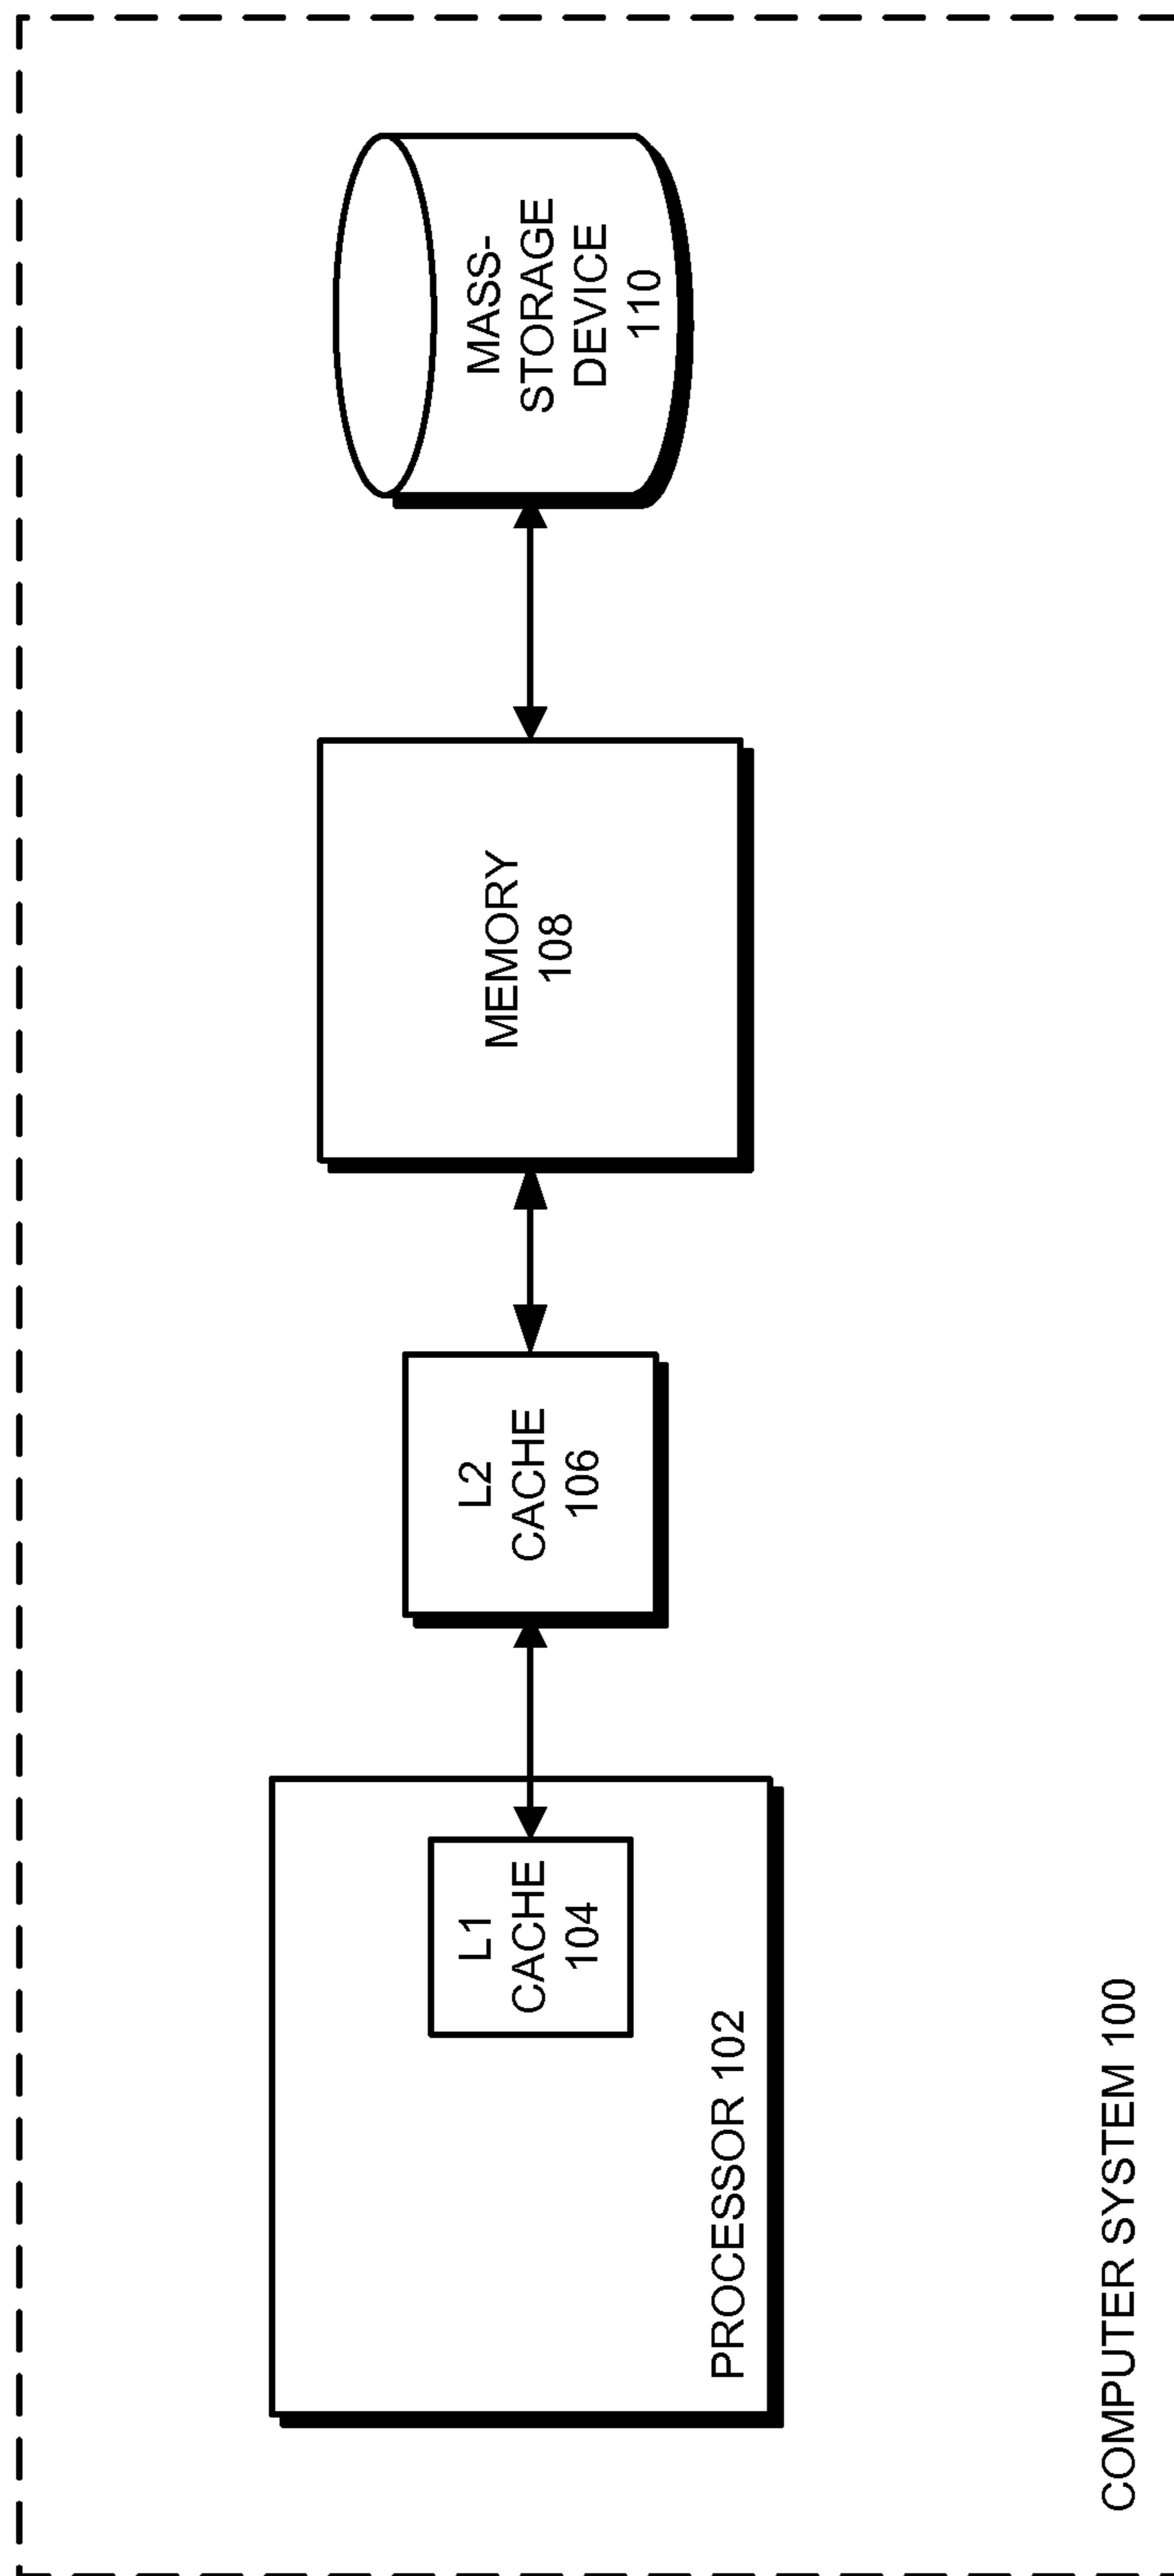 PROCESSOR 102
L1
CACHE
104
L2
CACHE
106
MEMORY
108
MASS-
STORAGE
DEVICE
110
COMPUTER SYSTEM 100